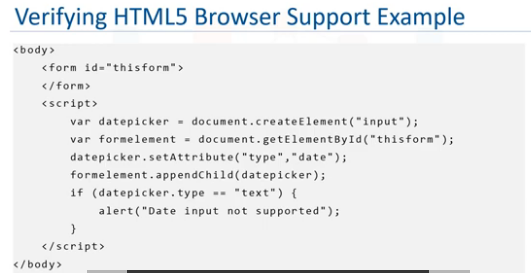 Verifying HTML5 Browser Support Example
<body>
<form id="thisform">
</form>
<script>
var datepicker = document.createElement("input");
var formelement = document.getElementById("thisform");
datepicker.setAttribute("type","date");
formelement.appendChild(datepicker);
if (datepicker.type == "text") {
alert("Date input not supported");
}
</script>
</body>